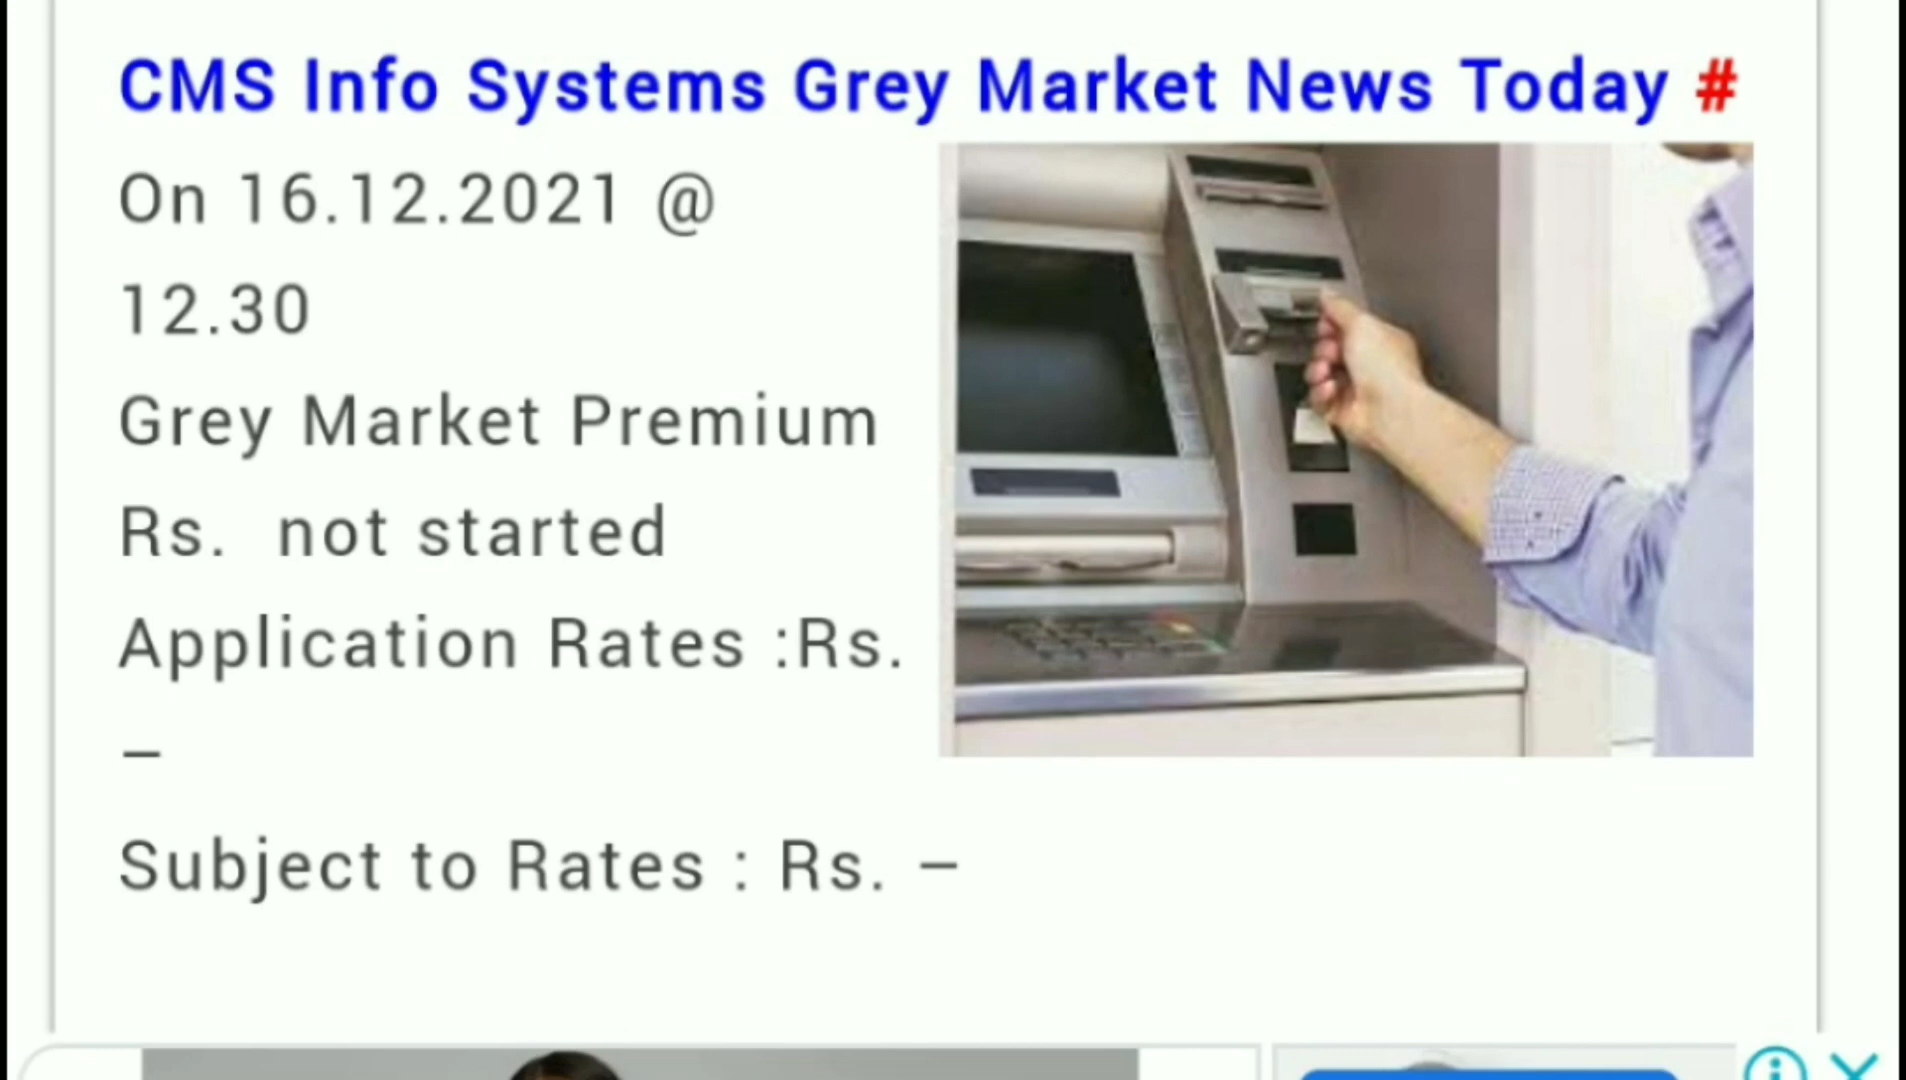 CMS Info Systems Grey Market News Today #
On 16.12.2021 @
12.30
Grey Market Premium
Rs. not started
Application Rates :Rs.
–
Subject to Rates : Rs. –